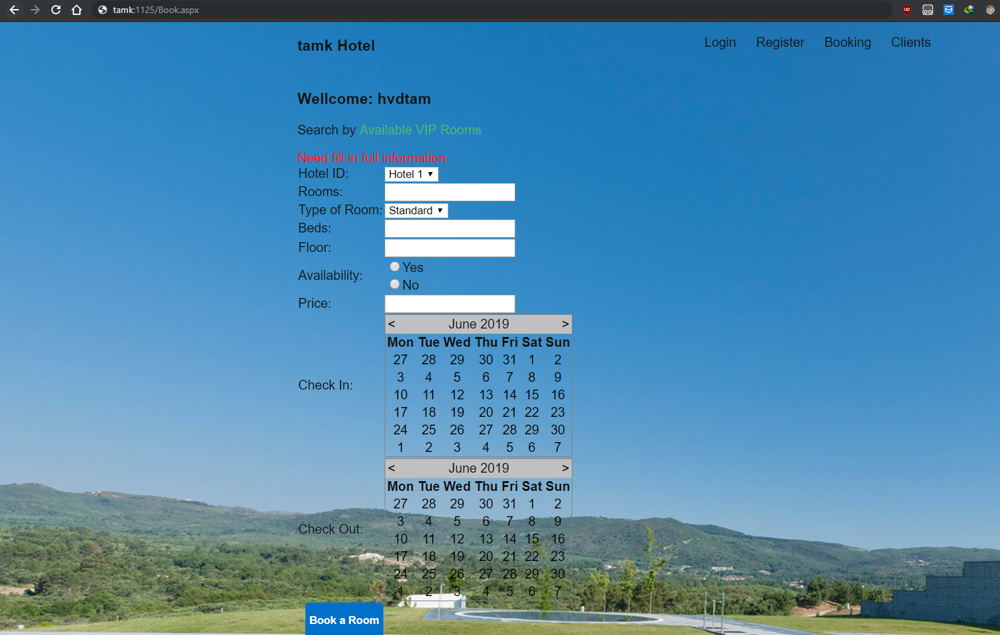 tamk:1125/Book.aspx
tamk Hotel
Login Register Booking Clients
Wellcome: hvdtam
Search by Available VIP Rooms
Need fill in full information
Hotel ID: Hotel 1
Rooms:
Type of Room: Standard
Beds:
Floor:
Availability:
Yes
No
Price:
Check In:
< June 2019 >
Mon Tue Wed Thu Fri Sat Sun
27 28 29 30 31 1 2
3 4 5 6 7 8 9
10 11 12 13 14 15 16
17 18 19 20 21 22 23
24 25 26 27 28 29 30
1 2 3 4 5 6 7
Check Out:
< June 2019 >
Mon Tue Wed Thu Fri Sat Sun
27 28 29 30 31 1 2
3 4 5 6 7 8 9
10 11 12 13 14 15 16
17 18 19 20 21 22 23
24 25 26 27 28 29 30
1 2 3 4 5 6 7
Book a Room